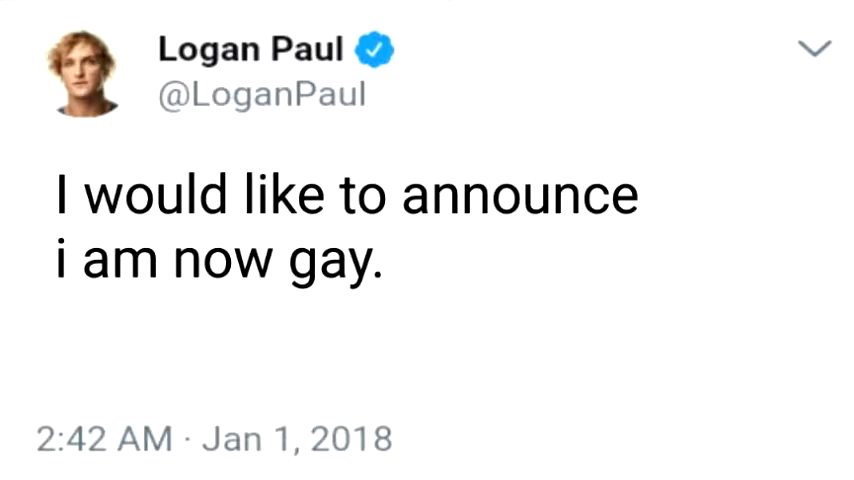 Logan Paul
@LoganPaul
I would like to announce
i am now gay.
2:42 AM · Jan 1, 2018